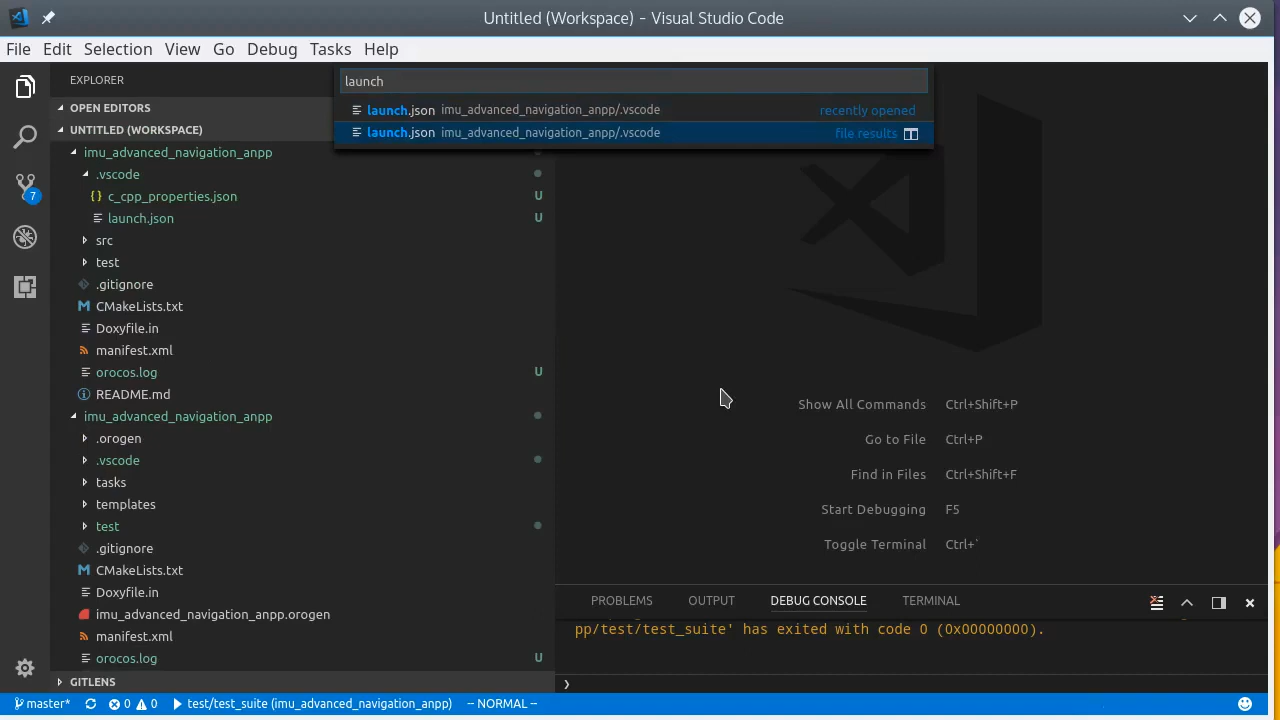 Untitled (Workspace) - Visual Studio Code
File Edit Selection View Go Debug Tasks Help
EXPLORER
launch
launch.json imu_advanced_navigation_anpp/.vscode recently opened
launch.json imu_advanced_navigation_anpp/.vscode file results
OPEN EDITORS
UNTITLED (WORKSPACE)
imu_advanced_navigation_anpp
.vscode
c_cpp_properties.json U
launch.json U
7
src
test
.gitignore
CMakeLists.txt
Doxyfile.in
manifest.xml
orocos.log U
README.md
imu_advanced_navigation_anpp
.orogen
.vscode
tasks
templates
test
.gitignore
CMakeLists.txt
Doxyfile.in
imu_advanced_navigation_anpp.orogen
manifest.xml
orocos.log U
GITLENS
Show All Commands Ctrl+Shift+P
Go to File Ctrl+P
Find in Files Ctrl+Shift+F
Start Debugging F5
Toggle Terminal Ctrl+`
PROBLEMS OUTPUT DEBUG CONSOLE TERMINAL
pp/test/test_suite' has exited with code 0 (0x00000000).
master* 0 0 test/test_suite (imu_advanced_navigation_anpp) -- NORMAL --